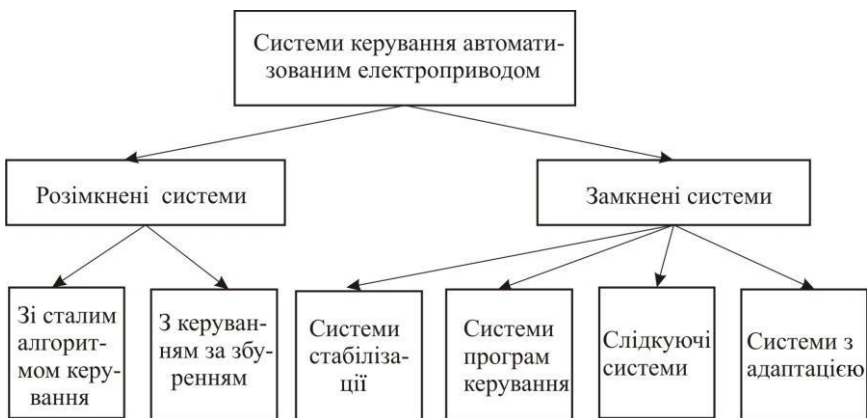 Системи керування автомати-
зованим електроприводом
Розімкнені системи
Замкнені системи
Зі сталим
алгорит-
мом керу-
вання
З керуван-
ням за збу-
ренням
Системи
стабіліза-
ції
Системи
програм
керування
Слідкуючі
системи
Системи з
адаптацією